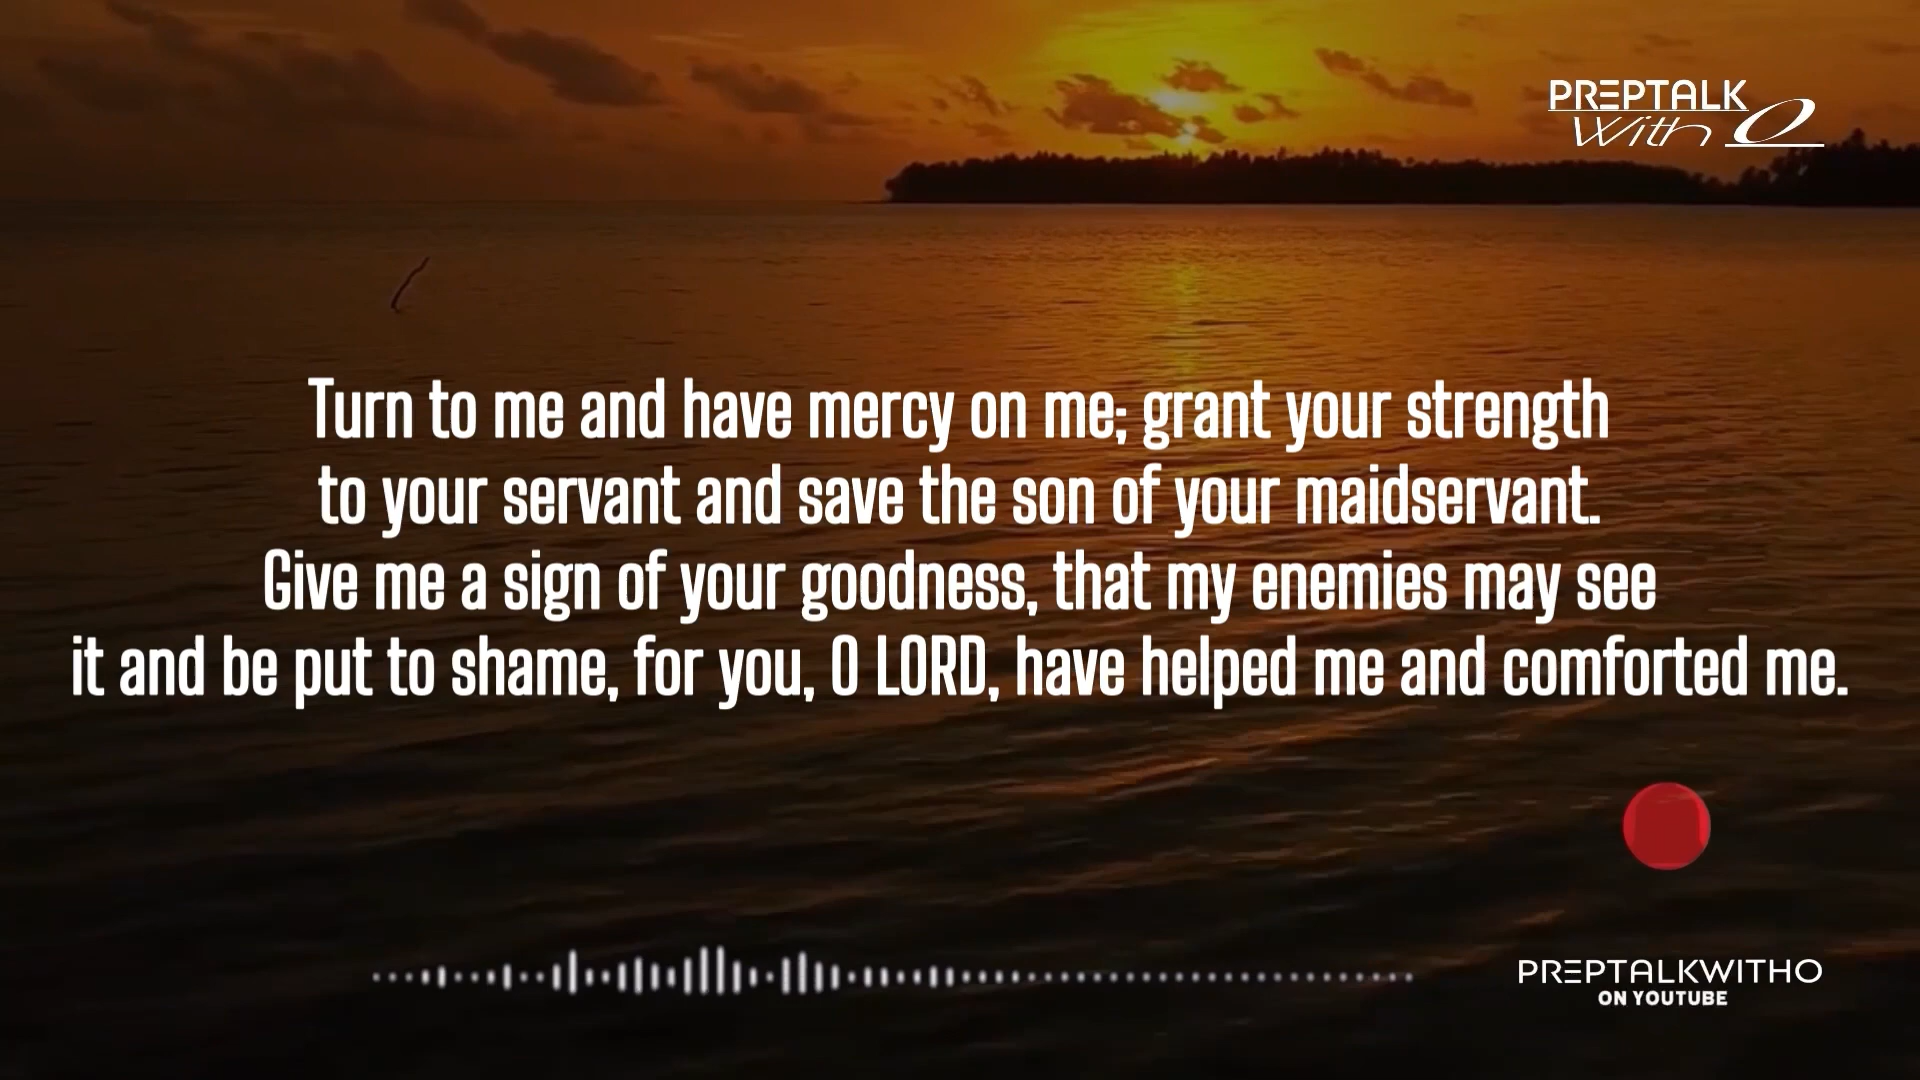 PREPTALK
With O
Turn to me and have mercy on me; grant your strength
to your servant and save the son of your maidservant.
Give me a sign of your goodness, that my enemies may see
it and be put to shame, for you, O LORD, have helped me and comforted me.
PREPTALKWITHO
ON YOUTUBE